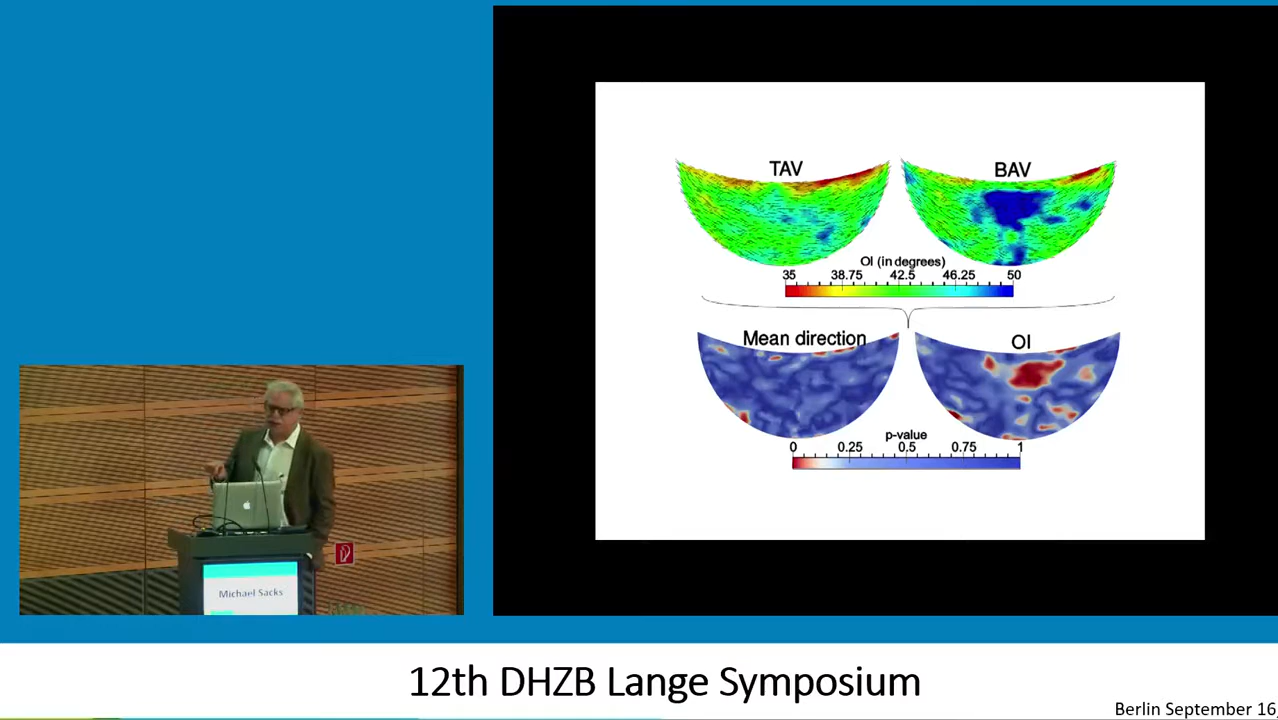 TAV
BAV
OI (in degrees)
35 38.75 42.5 46.25 50
Mean direction
OI
p-value
0 0.25 0.5 0.75 1
Michael Sacks
12th DHZB Lange Symposium
Berlin September 16,